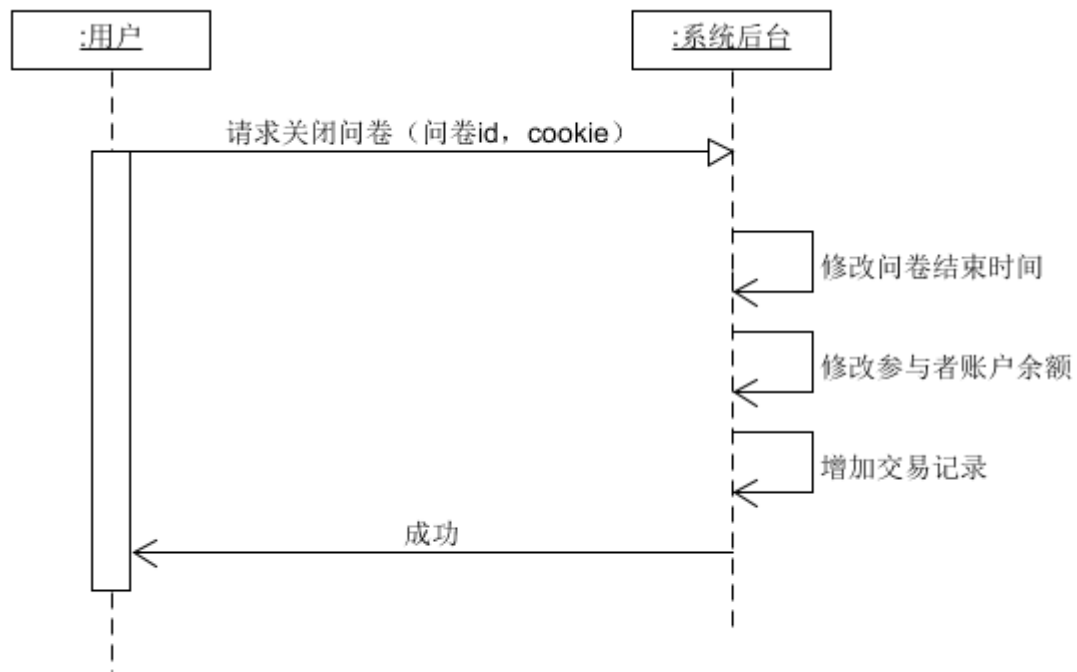 :用户
:系统后台
请求关闭问卷（问卷id，cookie）
修改问卷结束时间
修改参与者账户余额
增加交易记录
成功